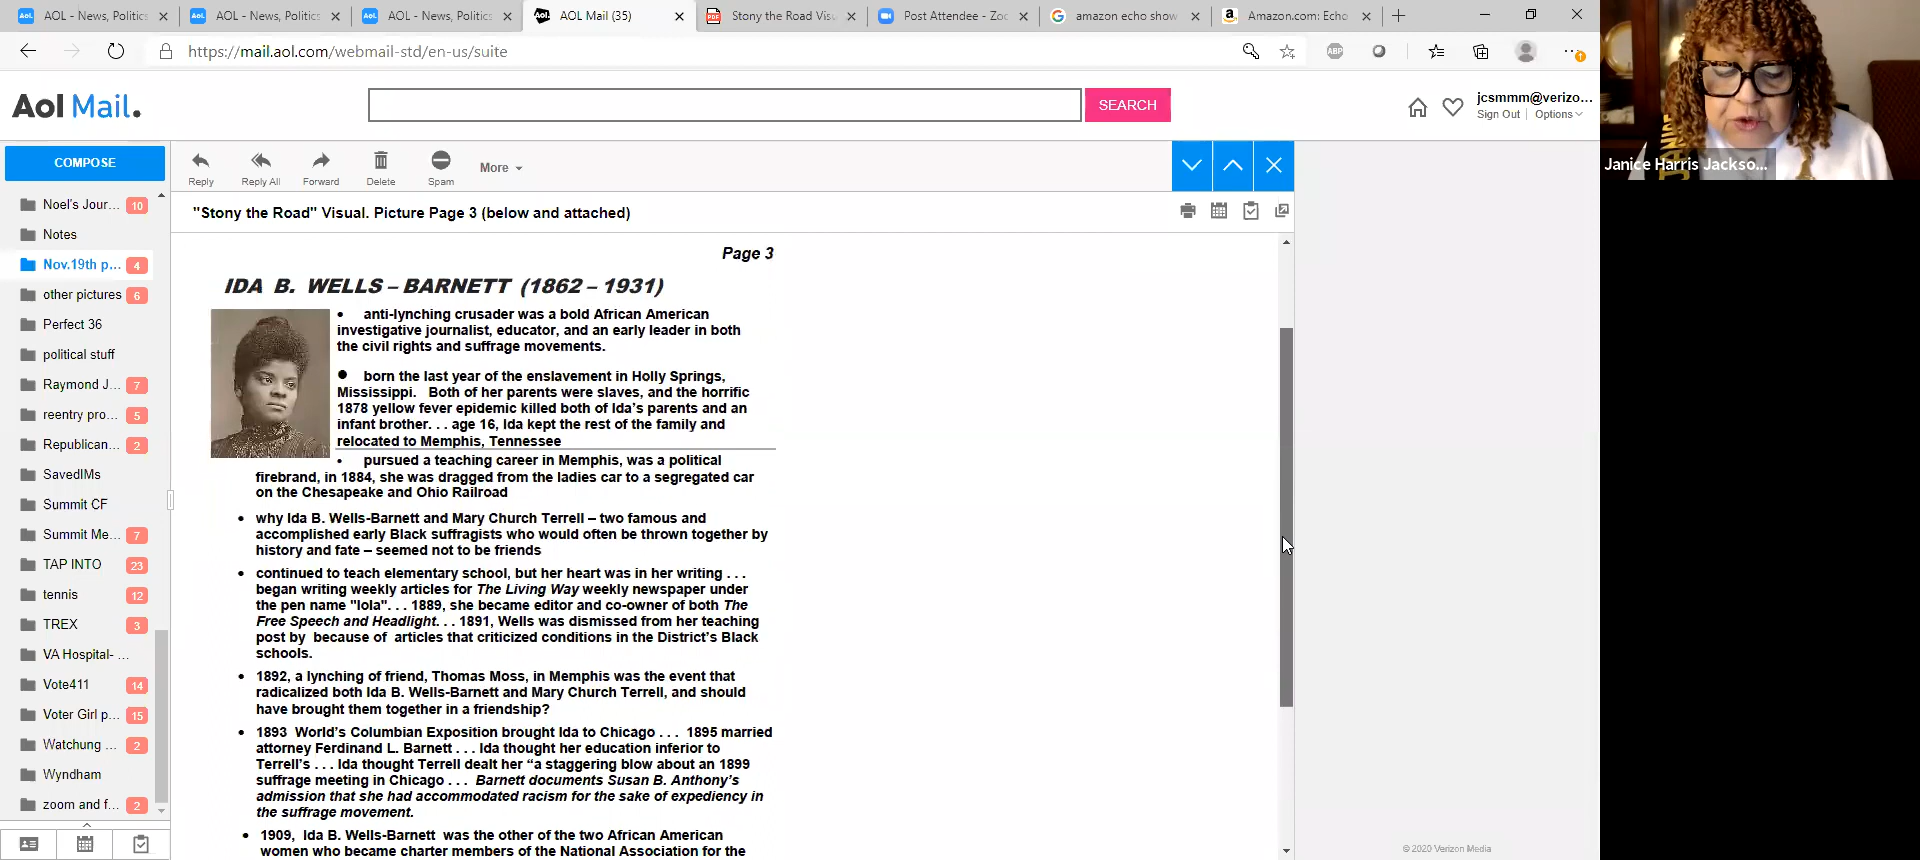 AOL - News, Politics
AOL - News, Politics
AOL - News, Politics
AOL Mail (35)
Stony the Road Visu
Post Attendee - Zoo
amazon echo show
Amazon.com: Echo
https://mail.aol.com/webmail-std/en-us/suite
ABP
Aol Mail.
SEARCH
jcsmmm@verizo...
Sign Out | Options
COMPOSE
Reply
Reply All
Forward
Delete
Spam
More
Janice Harris Jackso...
"Stony the Road" Visual. Picture Page 3 (below and attached)
Noel's Jour... 10
Notes
Nov.19th p... 4
other pictures 6
Perfect 36
political stuff
Raymond J... 7
reentry pro... 5
Republican... 2
SavedIMs
Summit CF
Summit Me... 7
TAP INTO 23
tennis 12
TREX 3
VA Hospital- ...
Vote411 14
Voter Girl p... 15
Watchung ... 2
Wyndham
zoom and f... 2
Page 3
IDA B. WELLS – BARNETT (1862 – 1931)
• anti-lynching crusader was a bold African American
investigative journalist, educator, and an early leader in both
the civil rights and suffrage movements.
• born the last year of the enslavement in Holly Springs,
Mississippi. Both of her parents were slaves, and the horrific
1878 yellow fever epidemic killed both of Ida's parents and an
infant brother. . . age 16, Ida kept the rest of the family and
relocated to Memphis, Tennessee
• pursued a teaching career in Memphis, was a political
firebrand, in 1884, she was dragged from the ladies car to a segregated car
on the Chesapeake and Ohio Railroad
• why Ida B. Wells-Barnett and Mary Church Terrell – two famous and
accomplished early Black suffragists who would often be thrown together by
history and fate – seemed not to be friends
• continued to teach elementary school, but her heart was in her writing . . .
began writing weekly articles for The Living Way weekly newspaper under
the pen name "Iola". . . 1889, she became editor and co-owner of both The
Free Speech and Headlight. . . 1891, Wells was dismissed from her teaching
post by because of articles that criticized conditions in the District's Black
schools.
• 1892, a lynching of friend, Thomas Moss, in Memphis was the event that
radicalized both Ida B. Wells-Barnett and Mary Church Terrell, and should
have brought them together in a friendship?
• 1893 World's Columbian Exposition brought Ida to Chicago . . . 1895 married
attorney Ferdinand L. Barnett . . . Ida thought her education inferior to
Terrell's . . . Ida thought Terrell dealt her "a staggering blow about an 1899
suffrage meeting in Chicago . . . Barnett documents Susan B. Anthony's
admission that she had accommodated racism for the sake of expediency in
the suffrage movement.
• 1909, Ida B. Wells-Barnett was the other of the two African American
women who became charter members of the National Association for the
© 2020 Verizon Media